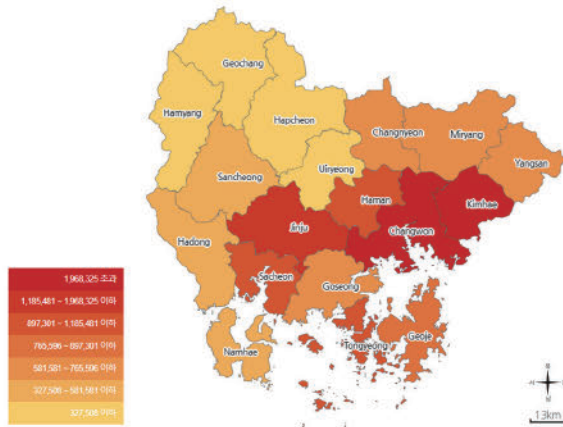 Geochang
Hamyang
Hapcheon
Changnyeon
Miryang
Uiryeong
Yangsan
Sancheong
Haman
Kimhae
Jinju
Changwon
Hadong
Sacheon
Goseong
Namhae
Tongyeong
Geoje
1,968,325 초과
1,185,481 - 1,968,325 이하
897,301 - 1,185,481 이하
765,596 - 897,301 이하
581,581 - 765,596 이하
327,506 - 581,581 이하
327,506 이하
13km